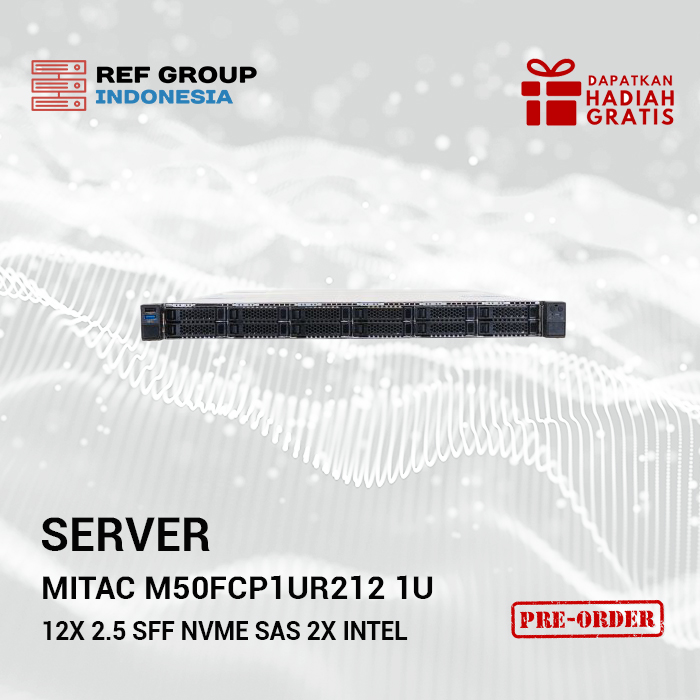 REF GROUP
INDONESIA
DAPATKAN
HADIAH
GRATIS
SERVER
MITAC M50FCP1UR212 1U
12X 2.5 SFF NVME SAS 2X INTEL
PRE-ORDER